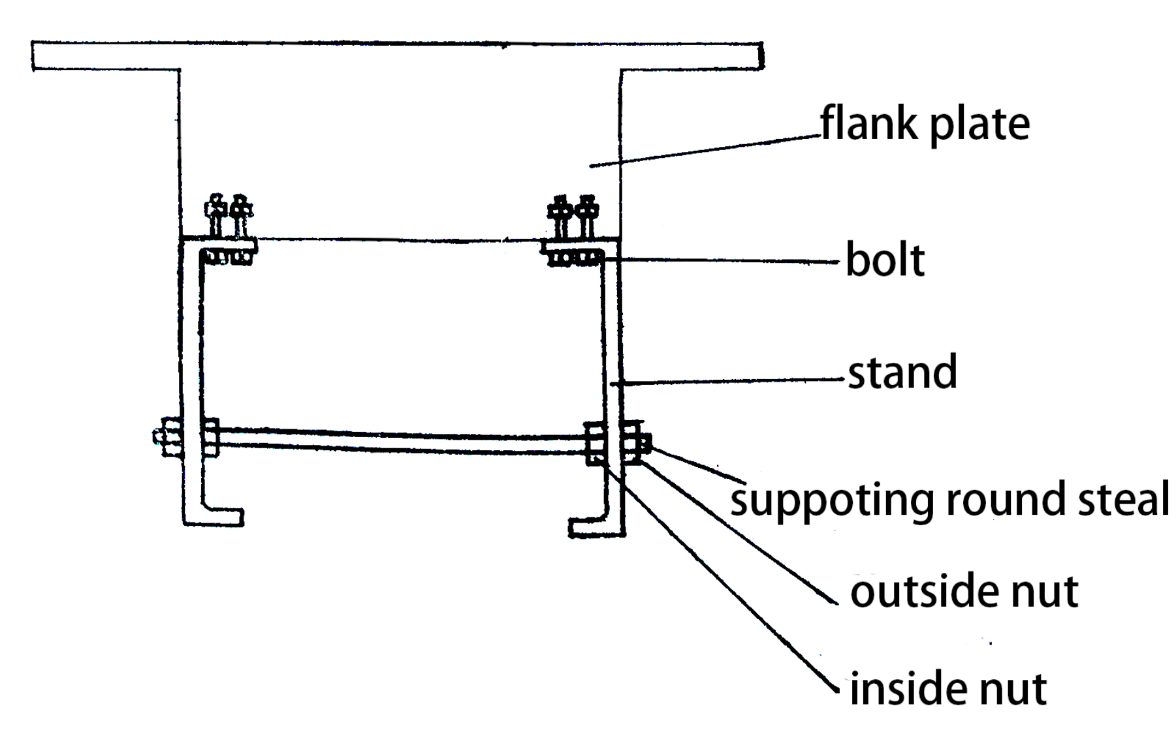 flank plate
bolt
stand
suppoting round steal
outside nut
inside nut